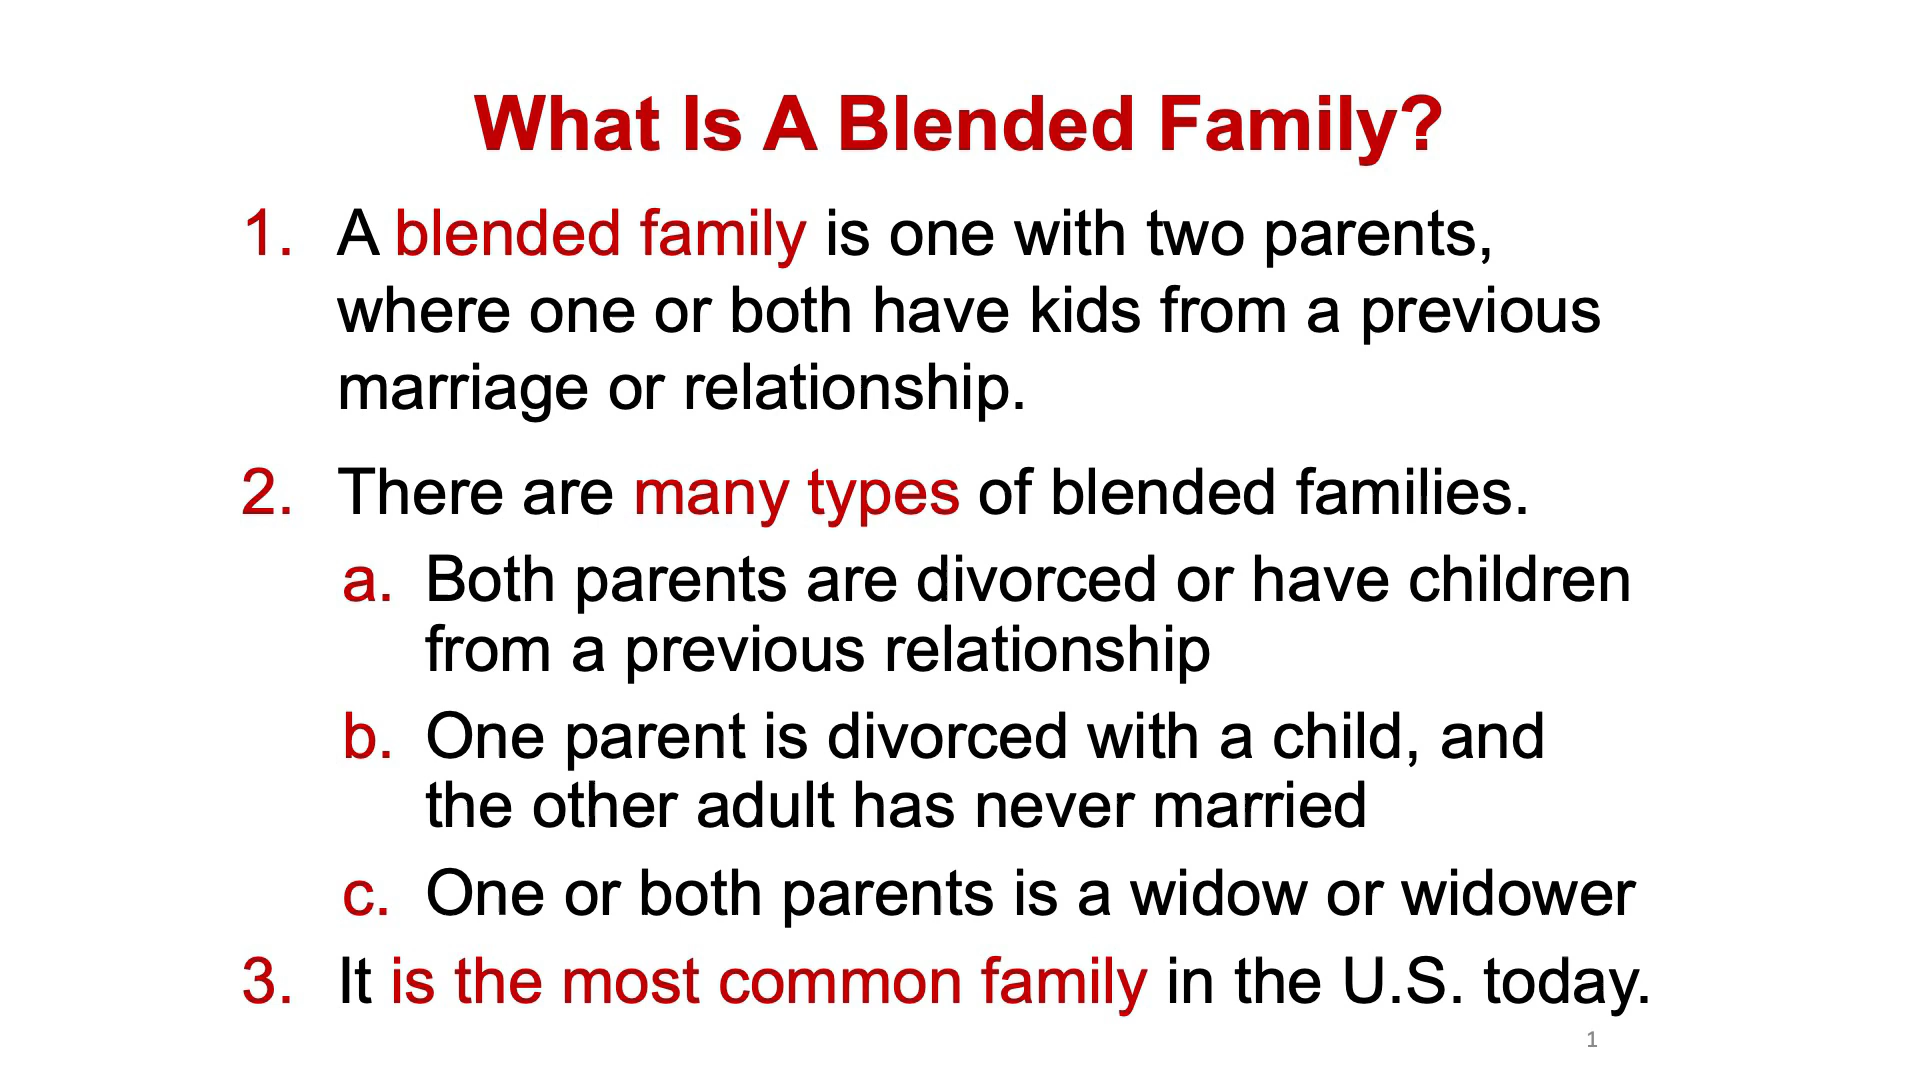 What Is A Blended Family?
1. A blended family is one with two parents,
where one or both have kids from a previous
marriage or relationship.
2. There are many types of blended families.
a. Both parents are divorced or have children
from a previous relationship
b. One parent is divorced with a child, and
the other adult has never married
c. One or both parents is a widow or widower
3. It is the most common family in the U.S. today.
1